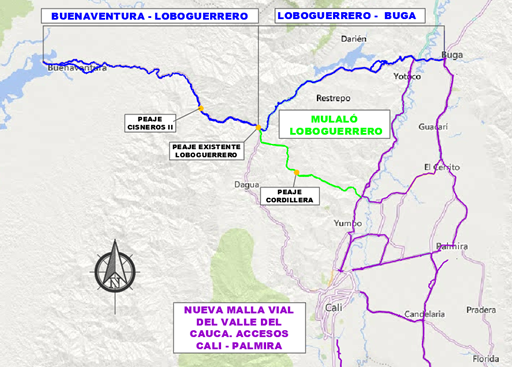 BUENAVENTURA - LOBOGUERRERO
LOBOGUERRERO - BUGA
Darién
Buga
Buenaventura
Yotoco
Restrepo
PEAJE
CISNEROS II
MULALÓ
LOBOGUERRERO
Guacarí
PEAJE EXISTENTE
LOBOGUERRERO
El Cerrito
Dagua
PEAJE
CORDILLERA
Yumbo
Palmira
N
NUEVA MALLA VIAL
DEL VALLE DEL
CAUCA. ACCESOS
CALI - PALMIRA
Cali
Candelaria
Pradera
Florida